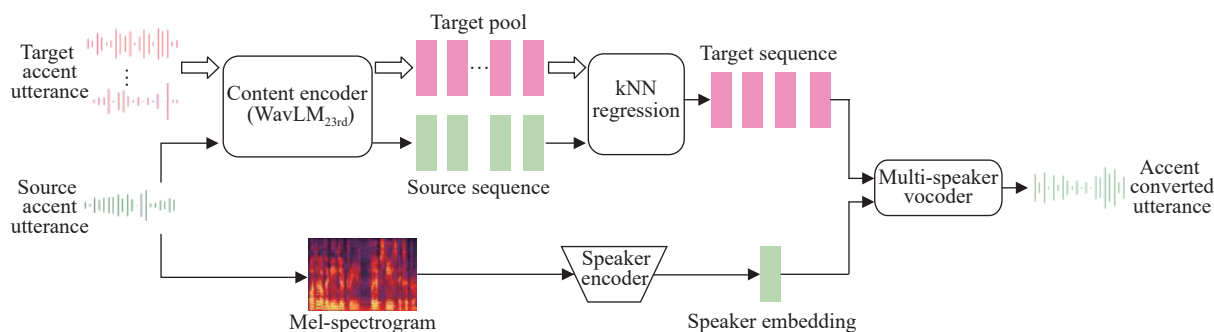 Target pool
Target
accent
utterance
Content encoder
(WavLM23rd)
kNN
regression
Target sequence
Source sequence
Source
accent
utterance
Multi-speaker
vocoder
Accent
converted
utterance
Speaker
encoder
Mel-spectrogram
Speaker embedding